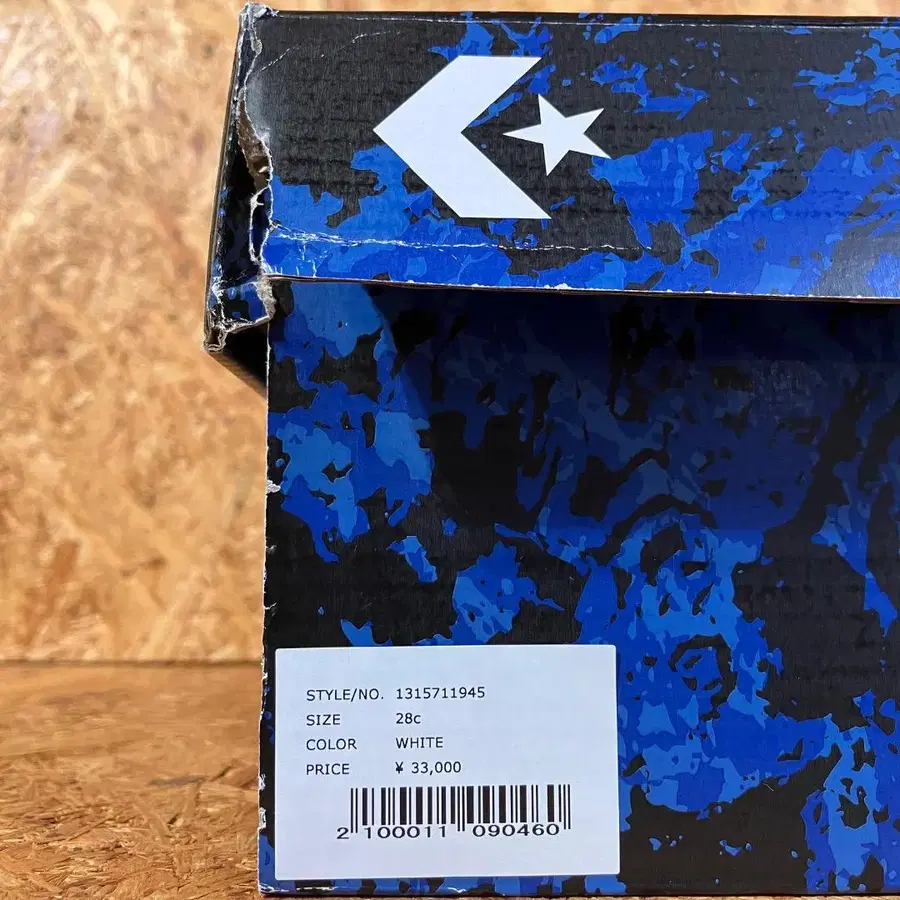 STYLE/NO. 1315711945
SIZE 28c
COLOR WHITE
PRICE ¥ 33,000
2 100011 090460